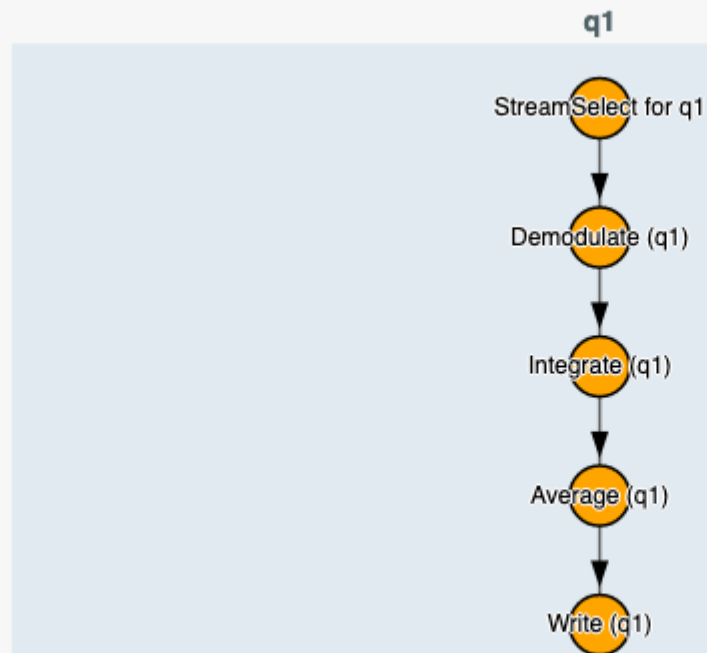 q1
StreamSelect for q1
Demodulate (q1)
Integrate (q1)
Average (q1)
Write (q1)